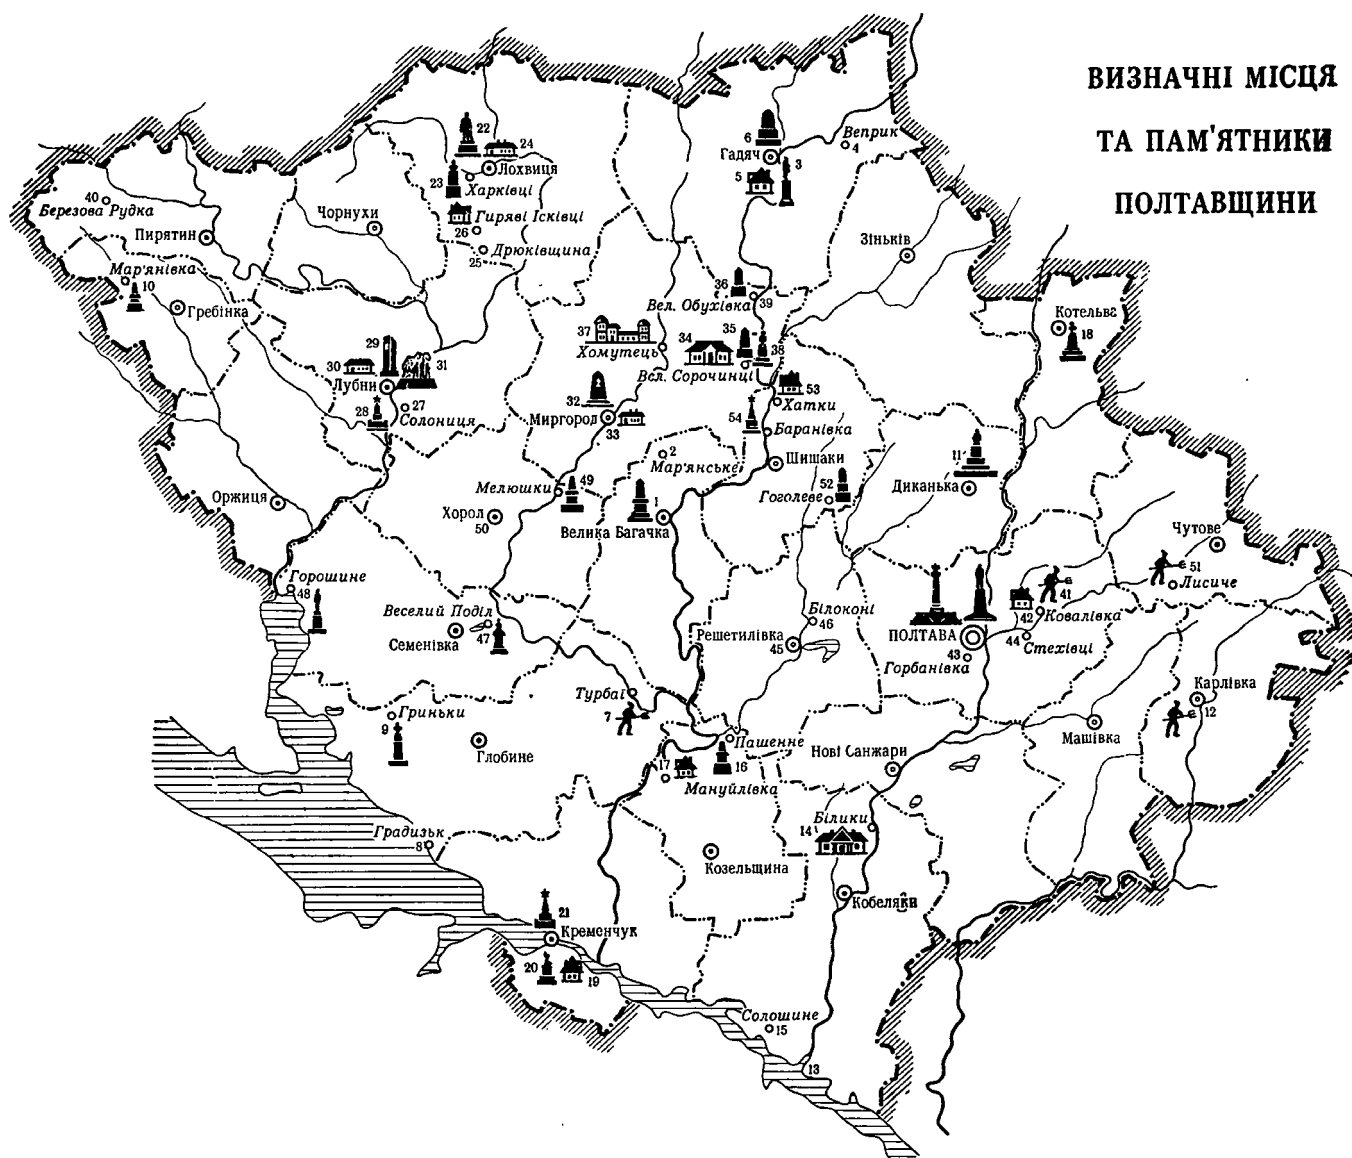 ВИЗНАЧНІ МІСЦЯ
ТА ПАМ'ЯТНИКИ
ПОЛТАВЩИНИ
22
24
Лохвиця
23
Харківці
Гиряві Ісківці
26
Дрюківщина
25
6
Гадяч
3
5
Веприк
4
40
Березова Рудка
Пирятин
Чорнухи
Зіньків
Мар'янівка
10
Гребінка
36
Вел. Обухівка
39
Котельва
18
37
Хомутець
34
35
38
Вел. Сорочинці
29
30
31
Лубни
28
27
Солониця
32
Миргород
33
53
Хатки
54
Баранівка
2
Мар'янське
Шишаки
11
Диканька
52
Гоголеве
Мелюшки
49
Хорол
50
1
Велика Багачка
Оржиця
Чутове
51
Лисиче
Горошине
48
Веселий Поділ
47
Семенівка
Білоконі
46
Решетилівка
45
ПОЛТАВА
43
Горбанівка
41
42
Ковалівка
44
Стехівці
Турбаї
7
Карлівка
12
Гриньки
9
Глобине
Пашенне
16
17
Мануйлівка
Нові Санжари
Машівка
Градизьк
8
Білики
14
Козельщина
Кобеляки
21
Кременчук
20
19
Солошине
15
13